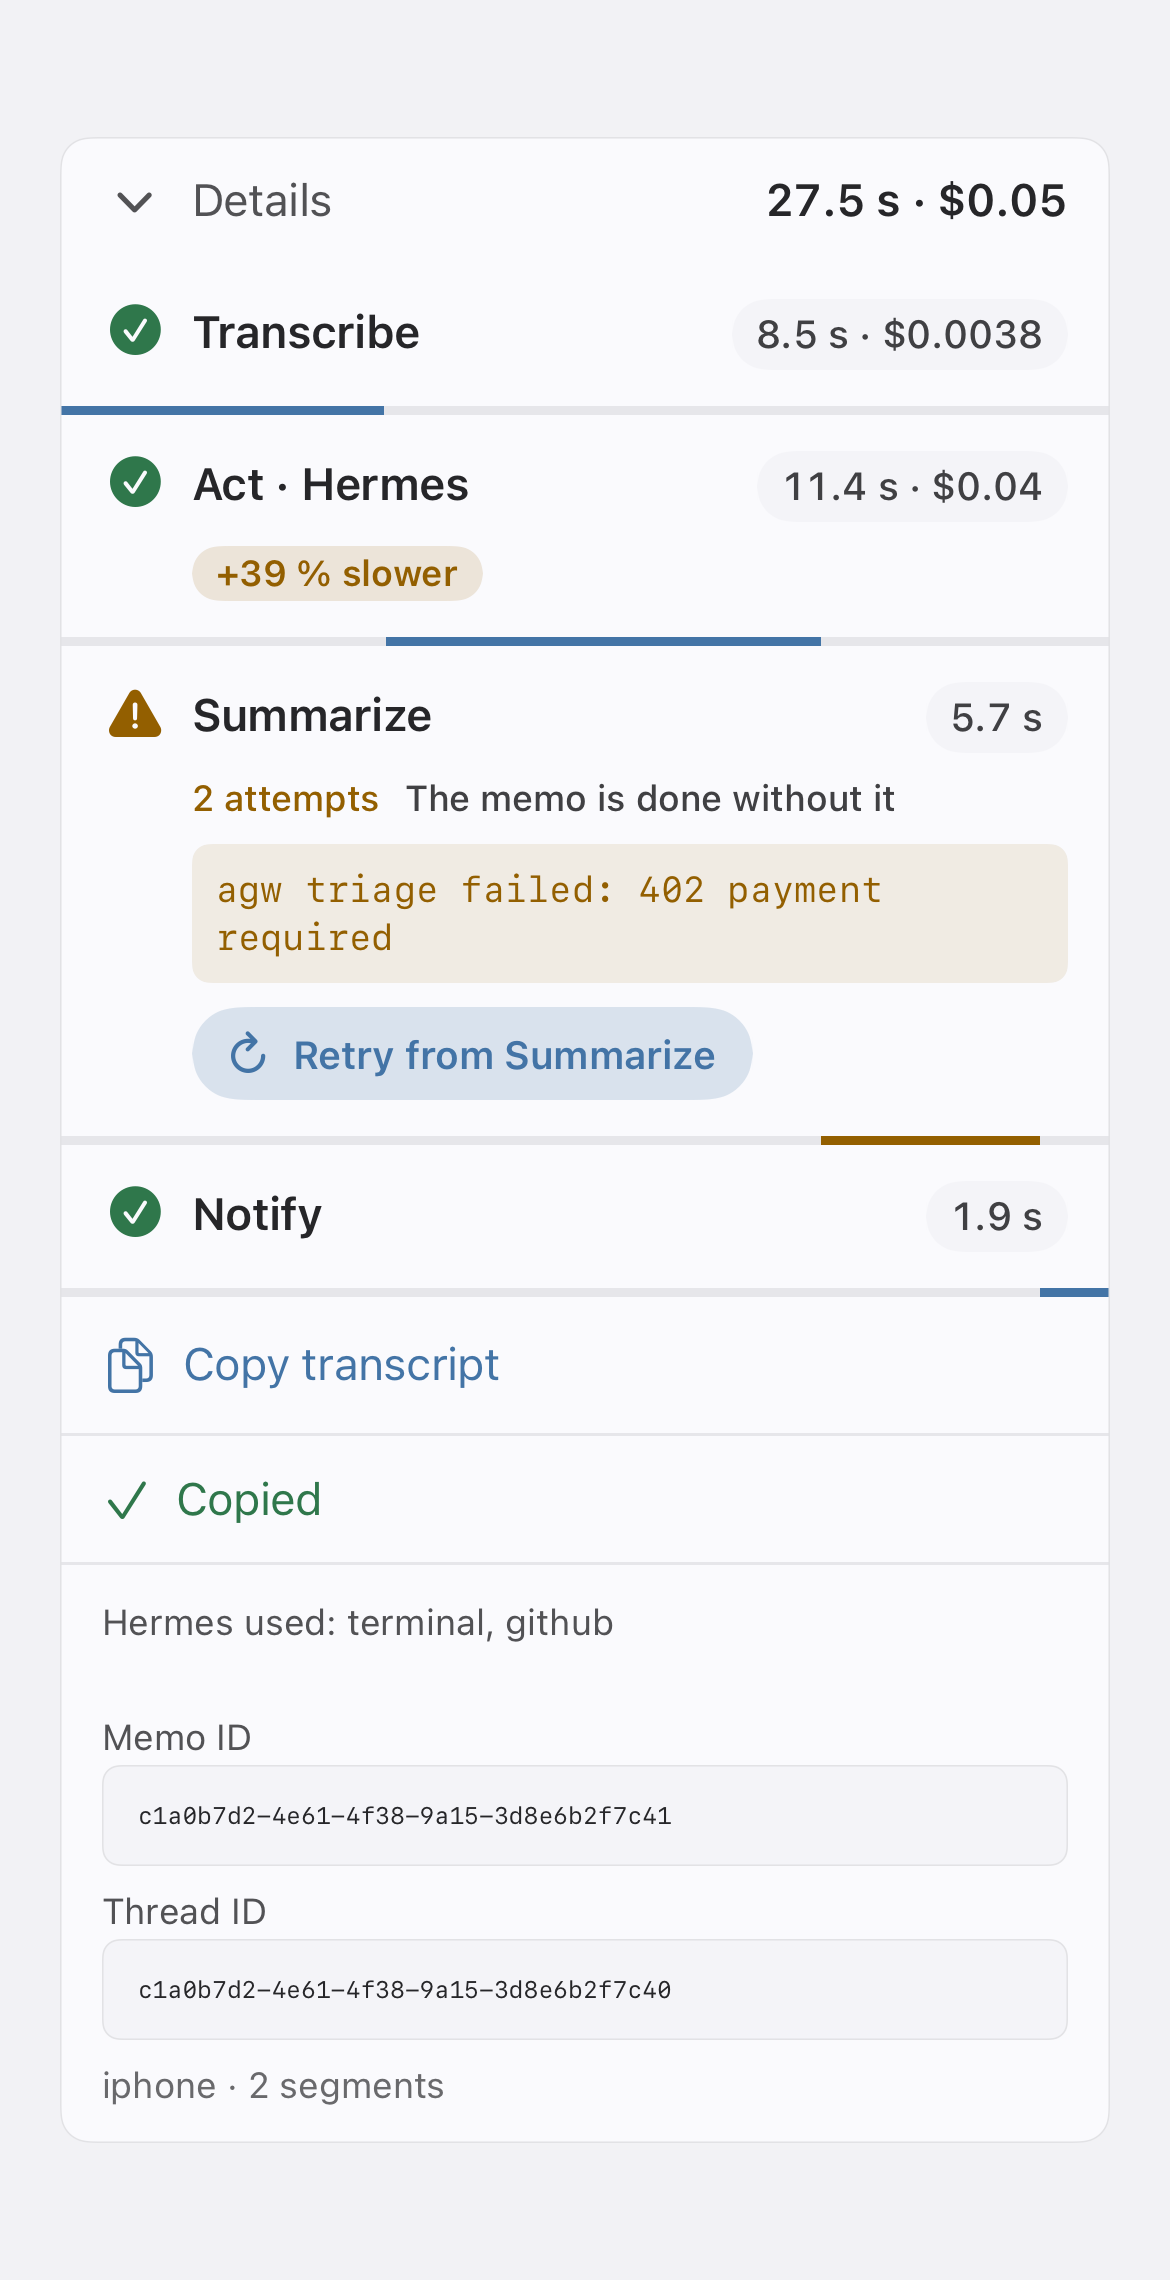 Details
27.5 s · $0.05
Transcribe
8.5 s · $0.0038
Act · Hermes
11.4 s · $0.04
+39 % slower
Summarize
5.7 s
2 attempts The memo is done without it
agw triage failed: 402 payment
required
Retry from Summarize
Notify
1.9 s
Copy transcript
Copied
Hermes used: terminal, github
Memo ID
c1a0b7d2-4e61-4f38-9a15-3d8e6b2f7c41
Thread ID
c1a0b7d2-4e61-4f38-9a15-3d8e6b2f7c40
iphone · 2 segments